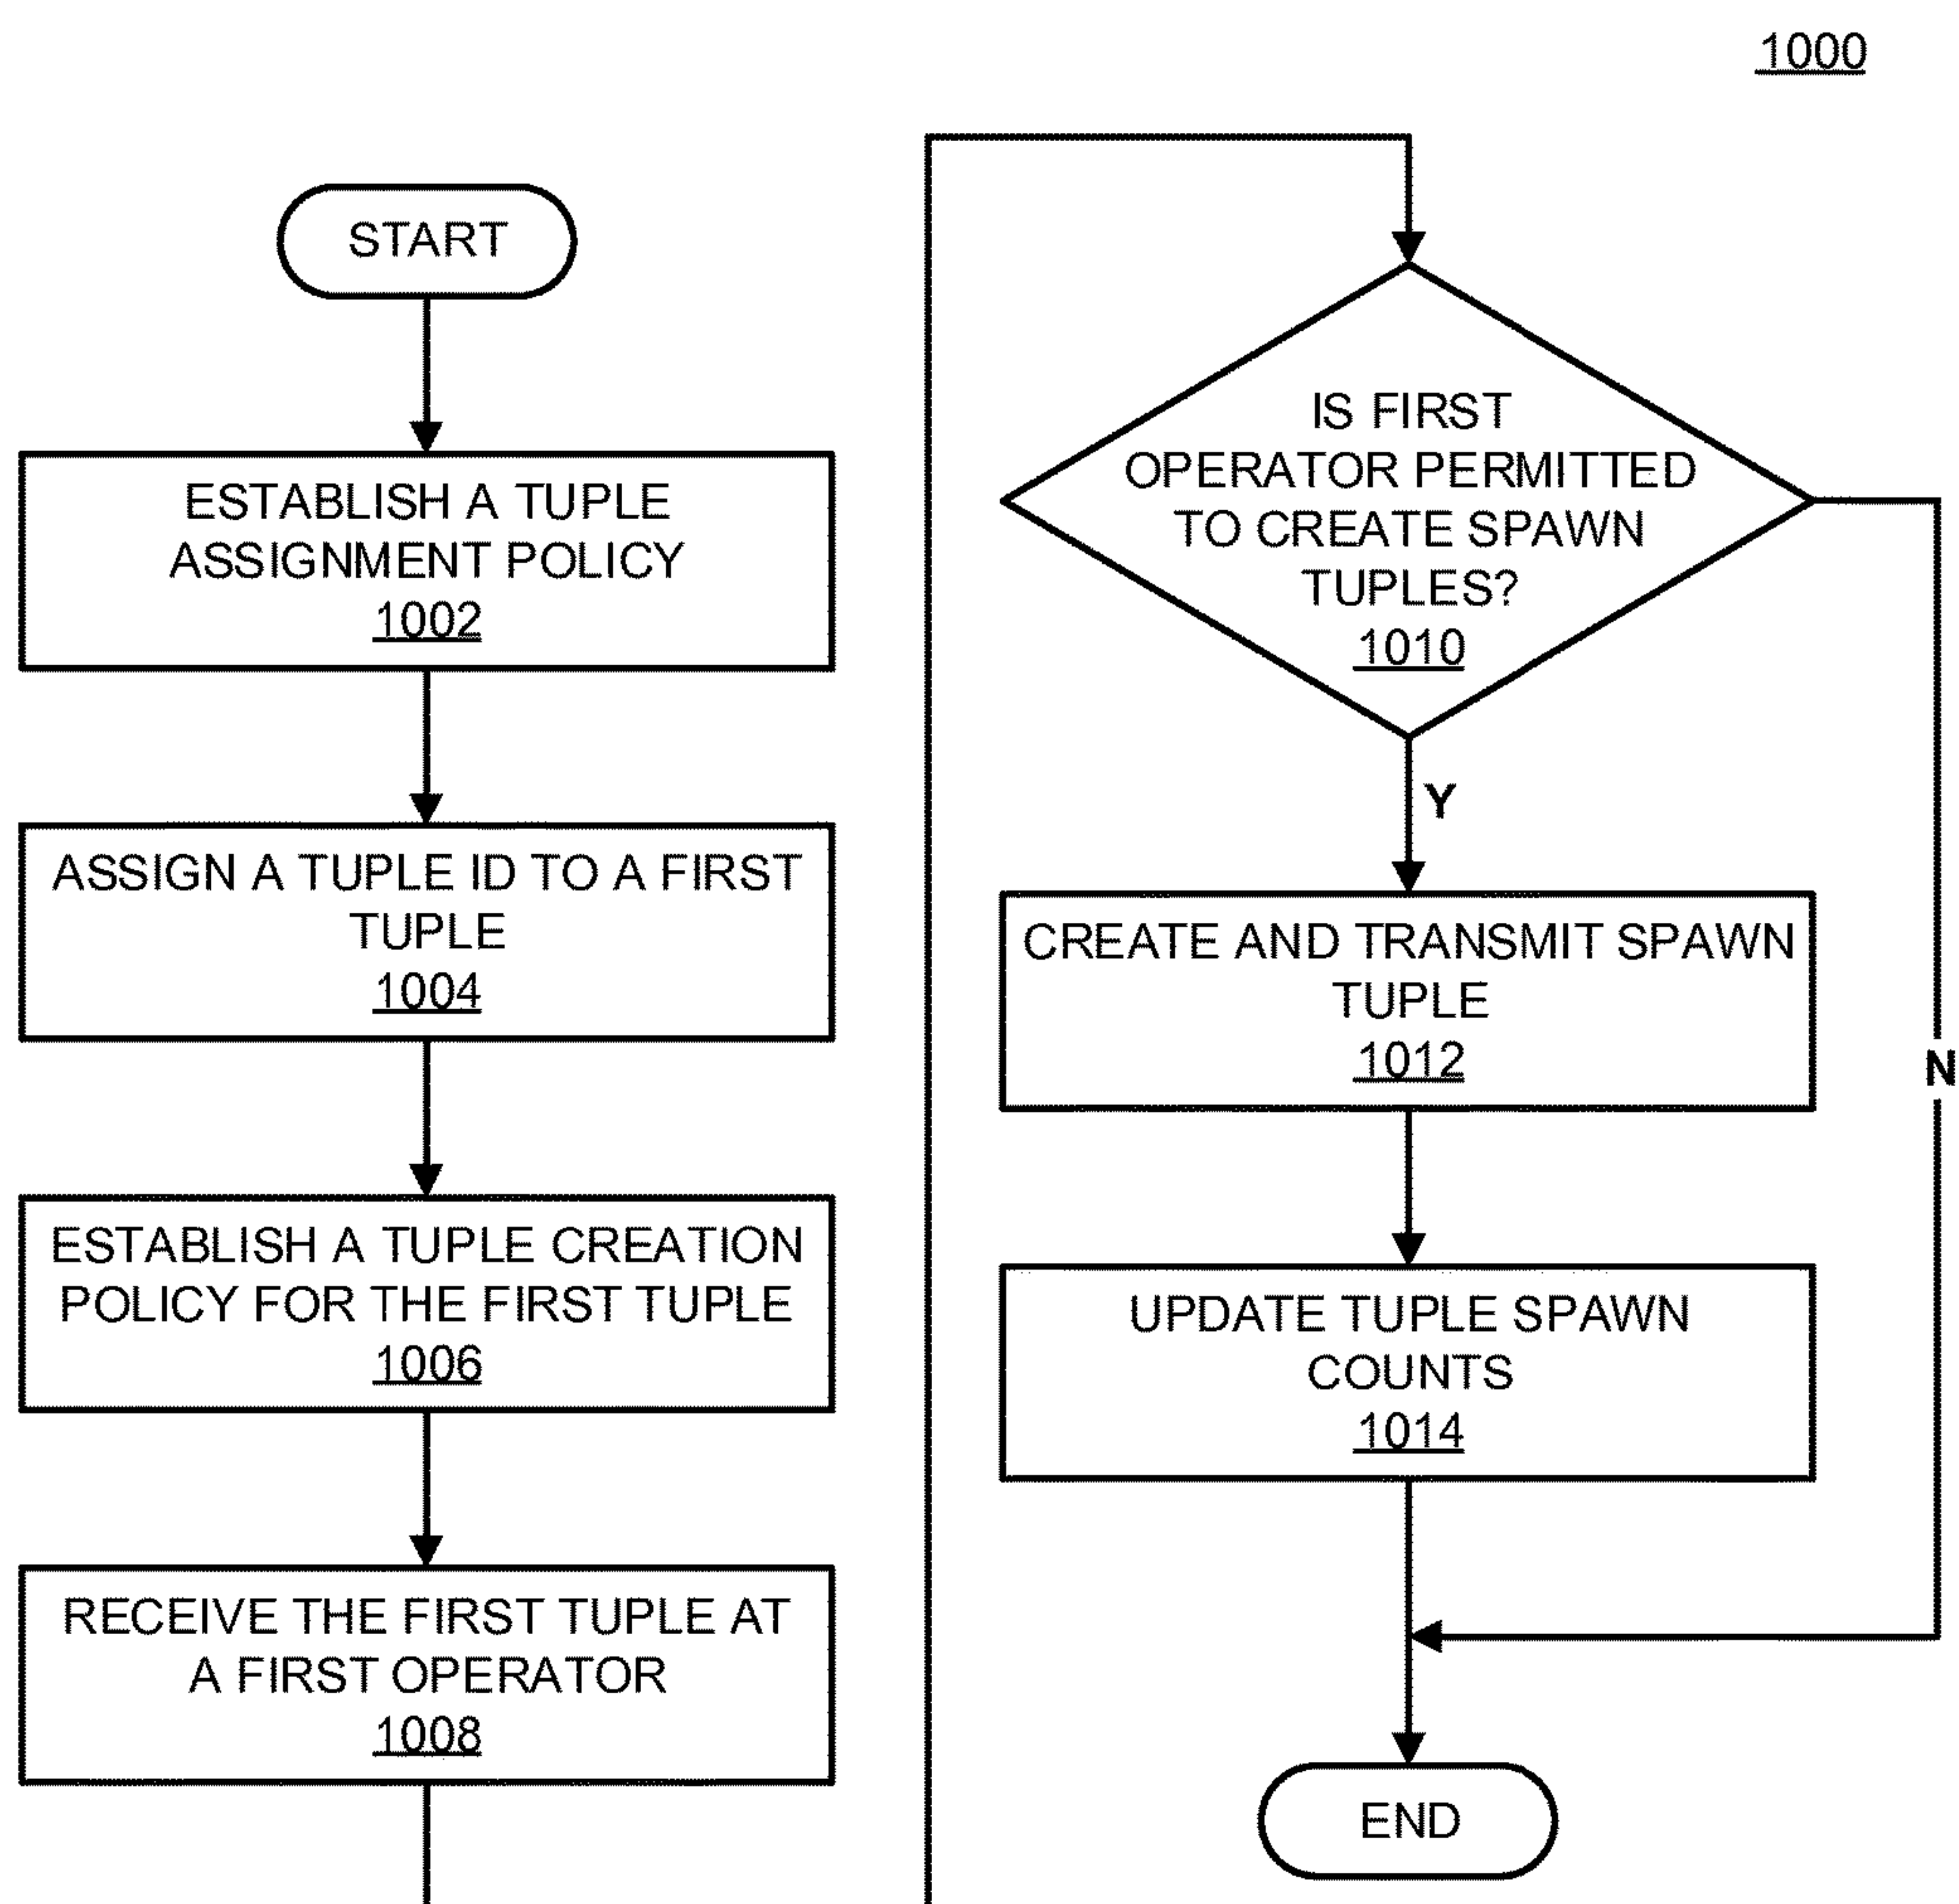 1000
START
ESTABLISH A TUPLE
ASSIGNMENT POLICY
1002
ASSIGN A TUPLE ID TO A FIRST
TUPLE
1004
ESTABLISH A TUPLE CREATION
POLICY FOR THE FIRST TUPLE
1006
RECEIVE THE FIRST TUPLE AT
A FIRST OPERATOR
1008
IS FIRST
OPERATOR PERMITTED
TO CREATE SPAWN
TUPLES?
1010
Y
CREATE AND TRANSMIT SPAWN
TUPLE
1012
N
UPDATE TUPLE SPAWN
COUNTS
1014
END